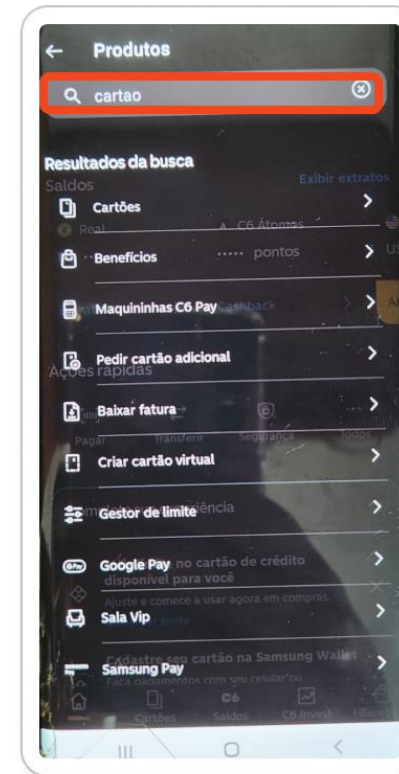 Produtos
cartao
Resultados da busca
Saldos
Exibir extratos
Cartões
Real
C6 Átomos
Benefícios
pontos
Maquininhas C6 Pay
Cashback
Pedir cartão adicional
Ações rápidas
Baixar fatura
Pagar
Transferir
Segurança
Todos
Criar cartão virtual
Gestor de limite
no cartão de crédito
Google Pay
disponível para você
Ajuste e comece a usar agora em compras.
Sala Vip
limite
Cadastre seu cartão na Samsung Wallet
Samsung Pay
Faça pagamentos com seu celular ou
Cartões
C6
Saldos
C6 Invest